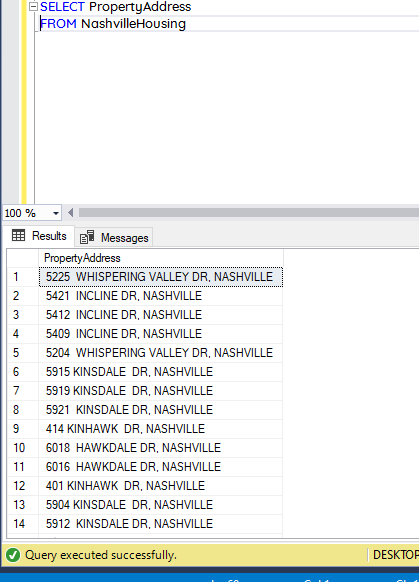 SELECT PropertyAddress
FROM NashvilleHousing
100 %
Results Messages
PropertyAddress
1 5225  WHISPERING VALLEY DR, NASHVILLE
2 5421  INCLINE DR, NASHVILLE
3 5412  INCLINE DR, NASHVILLE
4 5409  INCLINE DR, NASHVILLE
5 5204  WHISPERING VALLEY DR, NASHVILLE
6 5915 KINSDALE  DR, NASHVILLE
7 5919 KINSDALE  DR, NASHVILLE
8 5921  KINSDALE DR, NASHVILLE
9 414 KINHAWK  DR, NASHVILLE
10 6018  HAWKDALE DR, NASHVILLE
11 6016  HAWKDALE DR, NASHVILLE
12 401 KINHAWK  DR, NASHVILLE
13 5904 KINSDALE  DR, NASHVILLE
14 5912  KINSDALE DR, NASHVILLE
Query executed successfully. DESKTOP